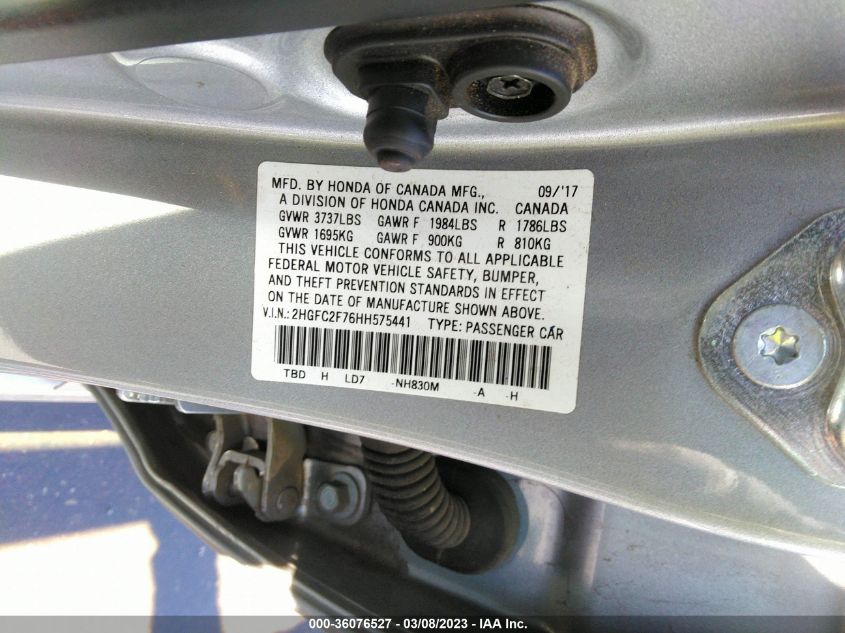 MFD. BY HONDA OF CANADA MFG., 09/'17
A DIVISION OF HONDA CANADA INC. CANADA
GVWR 3737LBS GAWR F 1984LBS R 1786LBS
GVWR 1695KG GAWR F 900KG R 810KG
THIS VEHICLE CONFORMS TO ALL APPLICABLE
FEDERAL MOTOR VEHICLE SAFETY, BUMPER,
AND THEFT PREVENTION STANDARDS IN EFFECT
ON THE DATE OF MANUFACTURE SHOWN ABOVE.
V.I.N.: 2HGFC2F76HH575441 TYPE: PASSENGER CAR
TBD H LD7 -NH830M -A -H
000-36076527 — 03/08/2023 — IAA Inc.